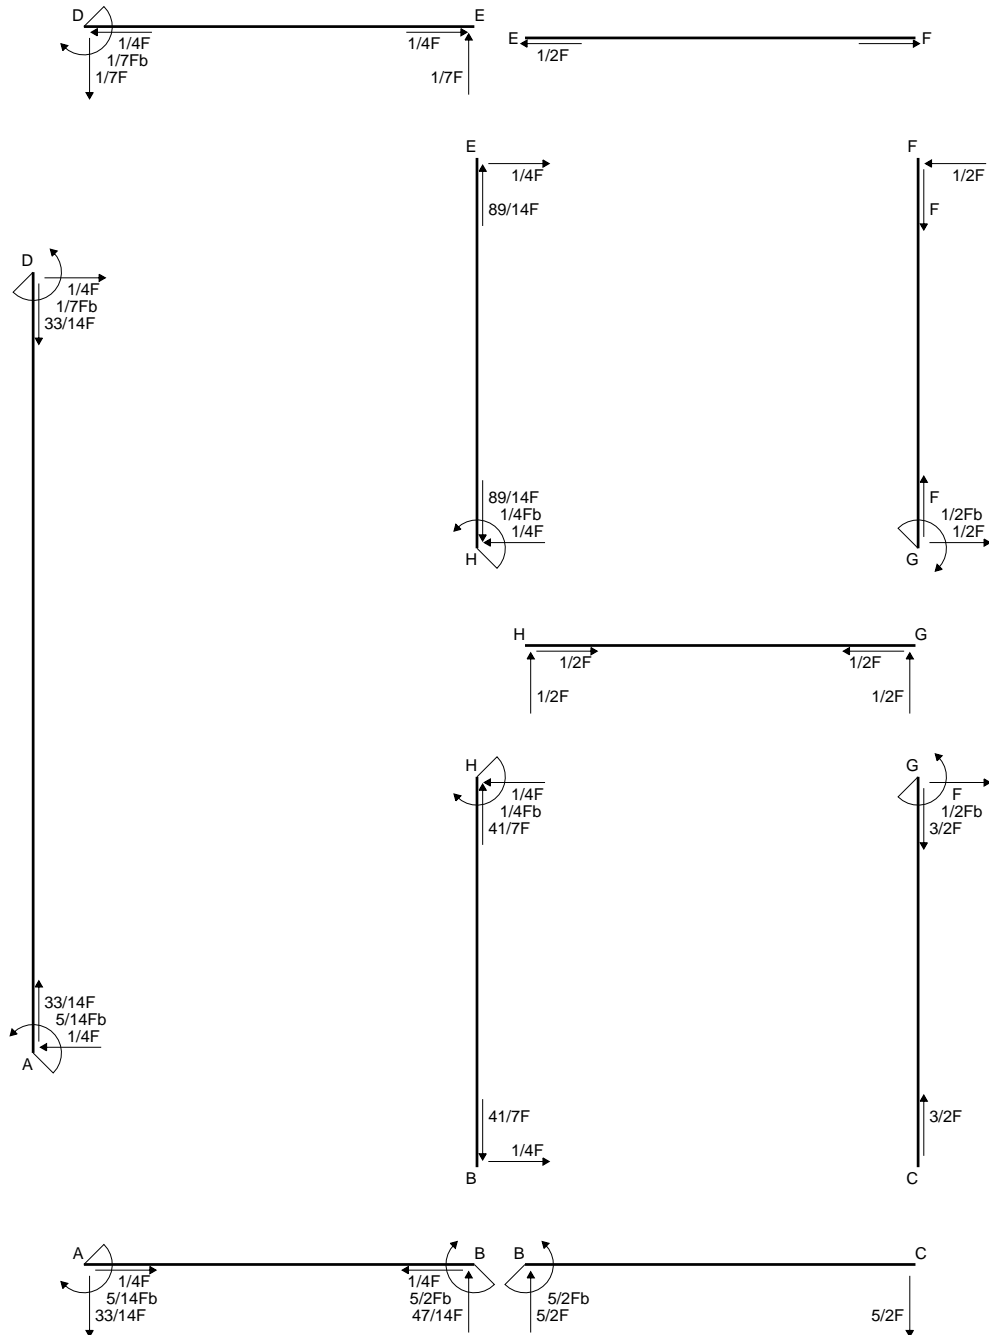 D
E
1/4F
1/4F
1/7Fb
1/7F
1/7F
E
F
1/2F
E
1/4F
89/14F
F
1/2F
F
D
1/4F
1/7Fb
33/14F
89/14F
1/4Fb
1/4F
H
F
1/2Fb
1/2F
G
H
G
1/2F
1/2F
1/2F
1/2F
H
1/4F
1/4Fb
41/7F
G
F
1/2Fb
3/2F
33/14F
5/14Fb
1/4F
A
41/7F
1/4F
B
3/2F
C
A
B
1/4F
1/4F
5/14Fb
5/2Fb
33/14F
47/14F
B
C
5/2Fb
5/2F
5/2F